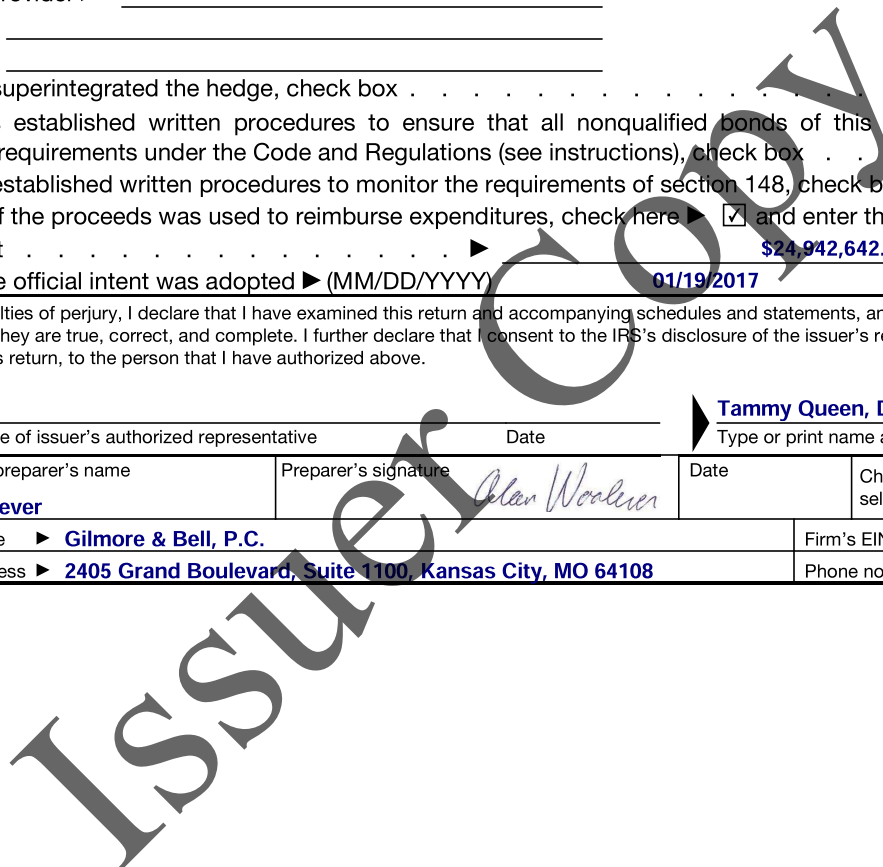 superintegrated the hedge, check box . . . . . . . . . . . . .
established written procedures to ensure that all nonqualified bonds of this
requirements under the Code and Regulations (see instructions), check box . .
established written procedures to monitor the requirements of section 148, check b
f the proceeds was used to reimburse expenditures, check here ▶ ☑ and enter th
t . . . . . . . . . . . . . . ▶ $24,942,642.
e official intent was adopted ▶ (MM/DD/YYYY) 01/19/2017
lties of perjury, I declare that I have examined this return and accompanying schedules and statements, an
they are true, correct, and complete. I further declare that I consent to the IRS's disclosure of the issuer's re
s return, to the person that I have authorized above.
Tammy Queen, D
e of issuer's authorized representative Date Type or print name a
preparer's name Preparer's signature Date Ch
ever sel
e ▶ Gilmore & Bell, P.C. Firm's EIN
ess ▶ 2405 Grand Boulevard, Suite 1100, Kansas City, MO 64108 Phone no
Issuer Copy